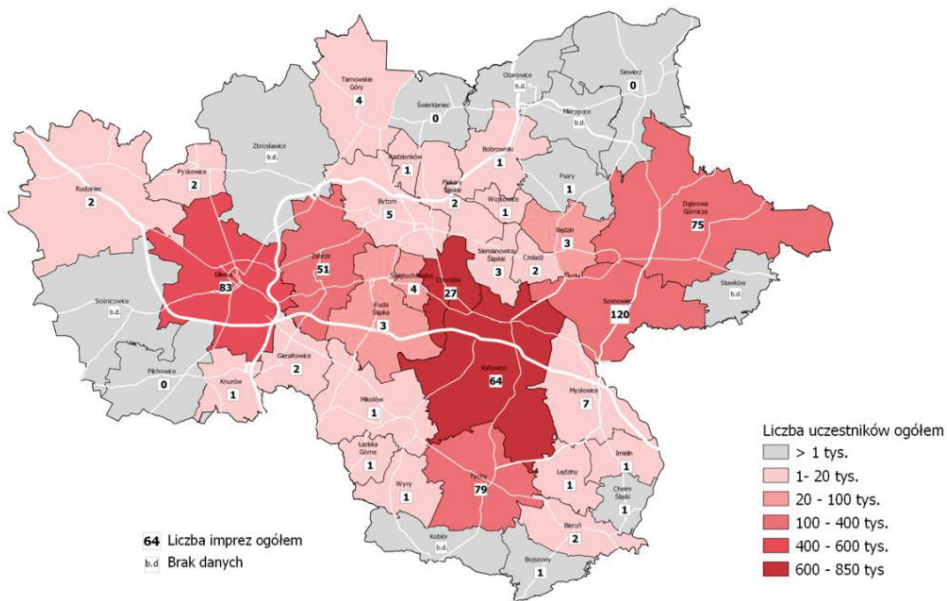 Tarnowskie
Góry
4
Świerklaniec
0
Ożarowice
b.d.
Siewierz
0
Mierzęcice
b.d.
Zbrosławice
b.d.
Radzionków
1
Bobrowniki
1
Psary
1
Pyskowice
2
Rudziniec
2
Piekary
Śląskie
2
Wojkowice
1
Bytom
5
Dąbrowa
Górnicza
75
Będzin
3
Siemianowice
Śląskie
3
Czeladź
2
Zabrze
51
Gliwice
83
Świętochłowice
4
Chorzów
27
Sławków
b.d.
Sośnicowice
b.d.
Ruda
Śląska
3
Sosnowiec
120
Gierałtowice
2
Katowice
64
Pilchowice
0
Knurów
1
Mysłowice
7
Mikołów
1
Łaziska
Górne
1
Imielin
1
Wyry
1
Tychy
79
Lędziny
1
Chełm
Śląski
1
Bieruń
2
Kobiór
b.d.
Bojszowy
1
64 Liczba imprez ogółem
b.d Brak danych
Liczba uczestników ogółem
> 1 tys.
1- 20 tys.
20 - 100 tys.
100 - 400 tys.
400 - 600 tys.
600 - 850 tys